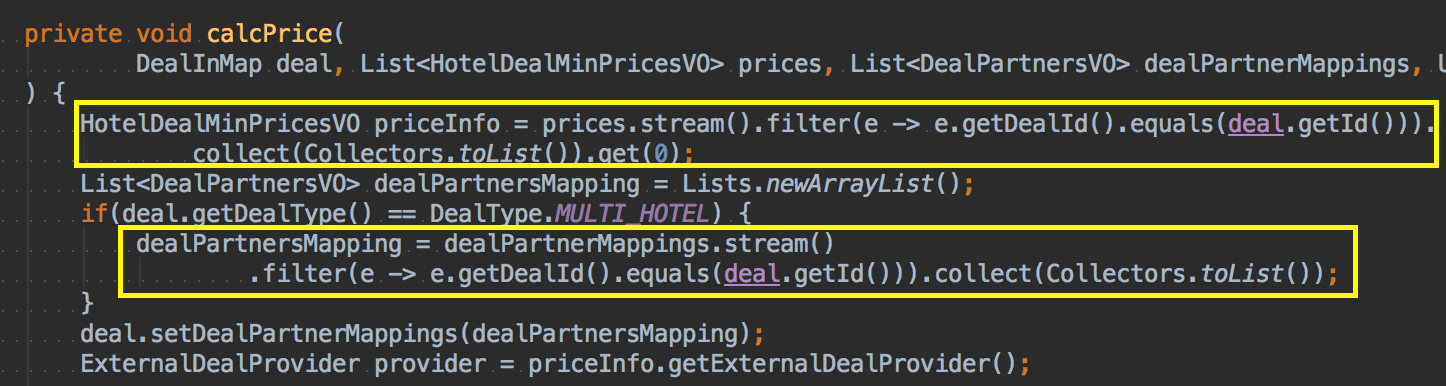 private void calcPrice(
DealInMap deal, List<HotelDealMinPricesVO> prices, List<DealPartnersVO> dealPartnerMappings,
) {
HotelDealMinPricesVO priceInfo = prices.stream().filter(e -> e.getDealId().equals(deal.getId())).
collect(Collectors.toList()).get(0);
List<DealPartnersVO> dealPartnersMapping = Lists.newArrayList();
if(deal.getDealType() == DealType.MULTI_HOTEL) {
dealPartnersMapping = dealPartnerMappings.stream()
.filter(e -> e.getDealId().equals(deal.getId())).collect(Collectors.toList());
}
deal.setDealPartnerMappings(dealPartnersMapping);
ExternalDealProvider provider = priceInfo.getExternalDealProvider();